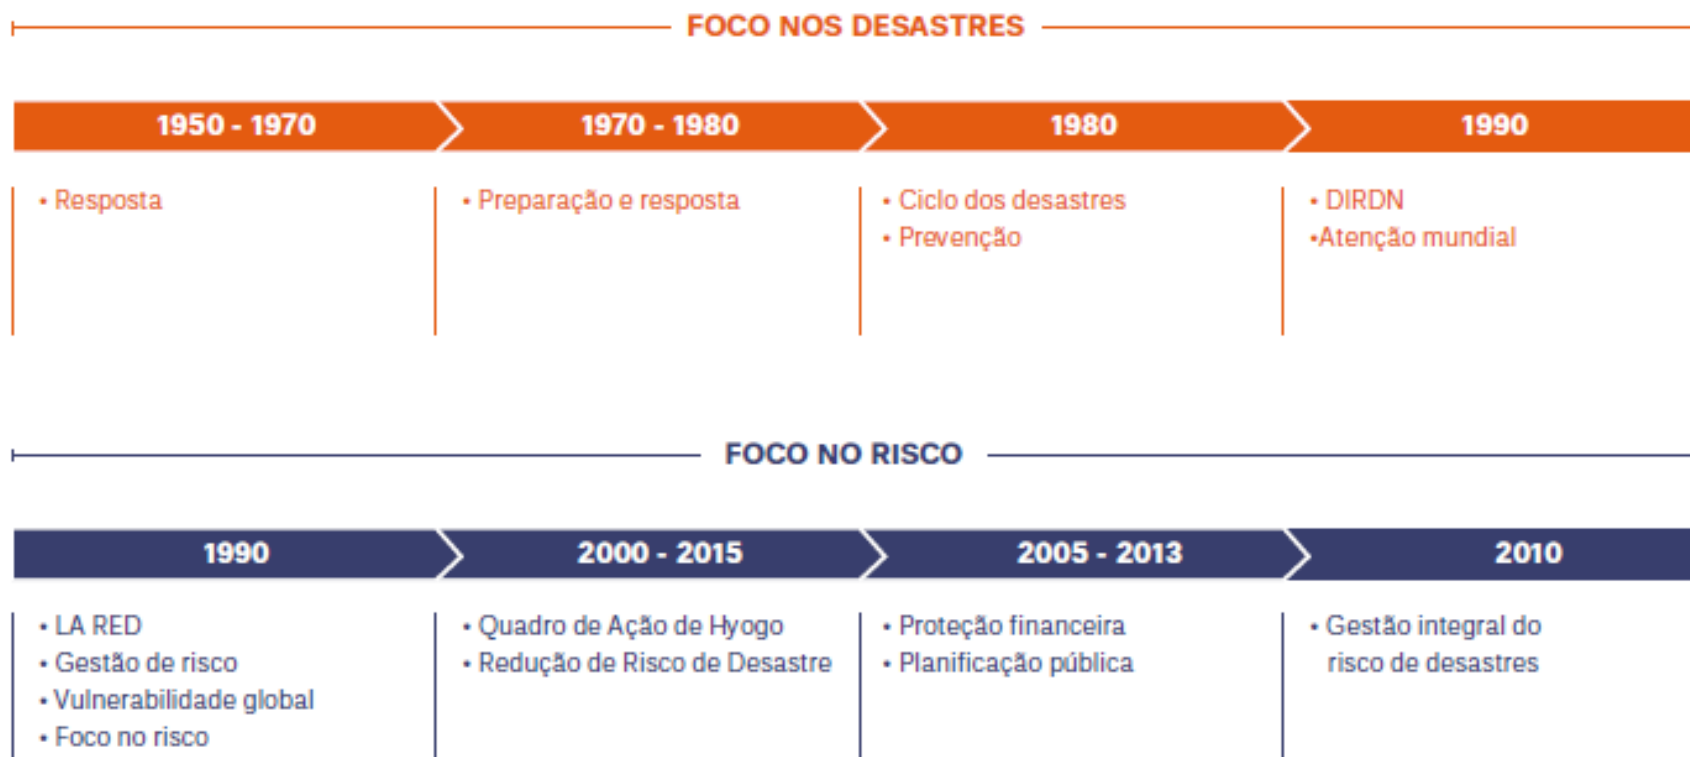 FOCO NOS DESASTRES
1950 - 1970
1970 - 1980
1980
1990
• Resposta
• Preparação e resposta
• Ciclo dos desastres
• Prevenção
• DIRDN
•Atenção mundial
FOCO NO RISCO
1990
2000 - 2015
2005 - 2013
2010
• LA RED
• Gestão de risco
• Vulnerabilidade global
• Foco no risco
• Quadro de Ação de Hyogo
• Redução de Risco de Desastre
• Proteção financeira
• Planificação pública
• Gestão integral do
risco de desastres